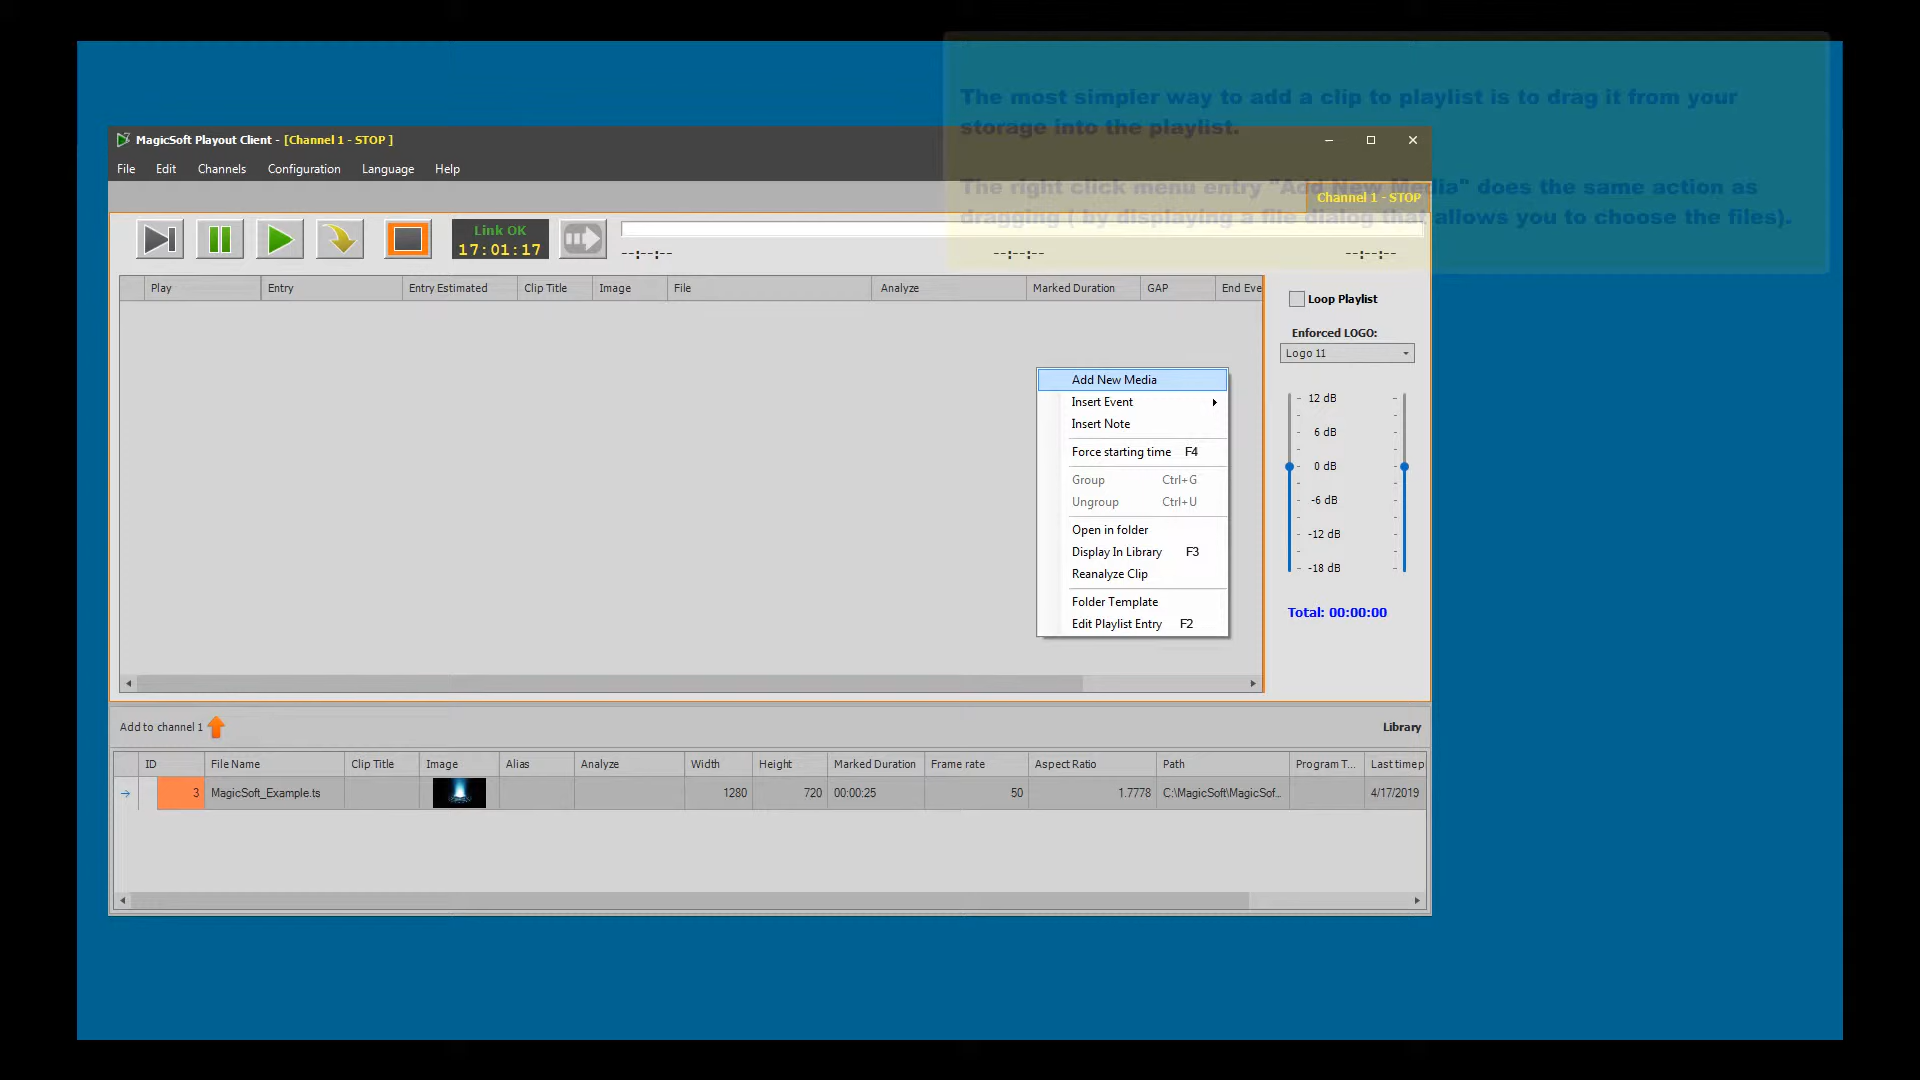 The most simpler way to add a clip to playlist is to drag it from your
storage into the playlist.
The right click menu entry "Add New Media" does the same action as
dragging ( by displaying a file dialog that allows you to choose the files).
MagicSoft Playout Client - [Channel 1 - STOP ]
File Edit Channels Configuration Language Help
Channel 1 - STOP
Link OK
17:01:17
--:--:-- --:--:-- --:--:--
Play Entry Entry Estimated Clip Title Image File Analyze Marked Duration GAP End Eve
Loop Playlist
Enforced LOGO:
Logo 11
Add New Media
Insert Event
Insert Note
Force starting time F4
Group Ctrl+G
Ungroup Ctrl+U
Open in folder
Display In Library F3
Reanalyze Clip
Folder Template
Edit Playlist Entry F2
12 dB
6 dB
0 dB
-6 dB
-12 dB
-18 dB
Total: 00:00:00
Add to channel 1
Library
ID File Name Clip Title Image Alias Analyze Width Height Marked Duration Frame rate Aspect Ratio Path Program T... Last timep
3 MagicSoft_Example.ts 1280 720 00:00:25 50 1.7778 C:\MagicSoft\MagicSof... 4/17/2019